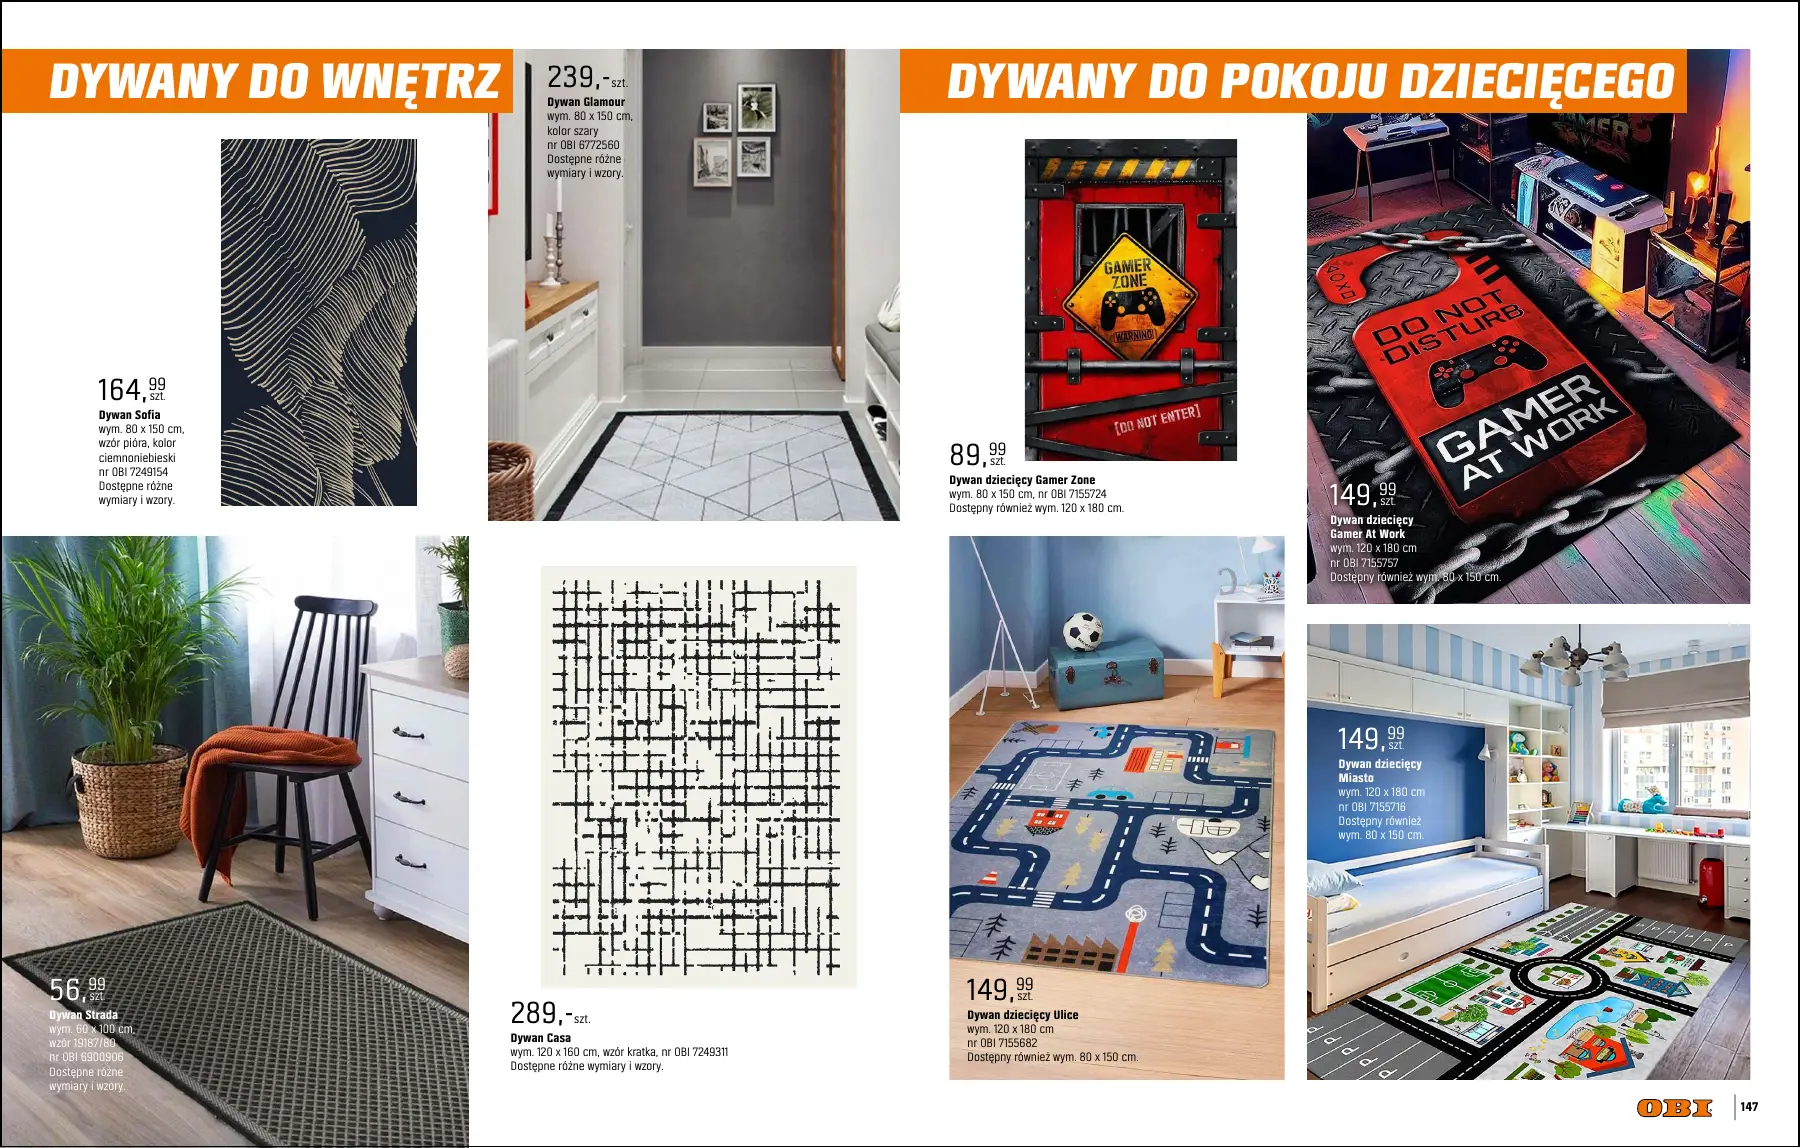 DYWANY DO WNĘTRZ
164,99
szt.
Dywan Sofia
wym. 80 x 150 cm,
wzór pióra, kolor
ciemnoniebieski
nr OBI 7249154
Dostępne różne
wymiary i wzory.
239,-szt.
Dywan Glamour
wym. 80 x 150 cm,
kolor szary
nr OBI 6772560
Dostępne różne
wymiary i wzory.
56,99
szt.
Dywan Strada
wym. 60 x 100 cm,
wzór 19187/80
nr OBI 6900906
Dostępne różne
wymiary i wzory.
289,-szt.
Dywan Casa
wym. 120 x 160 cm, wzór kratka, nr OBI 7249311
Dostępne różne wymiary i wzory.
DYWANY DO POKOJU DZIECIĘCEGO
GAMER
ZONE
WARNING!
[DO NOT ENTER]
89,99
szt.
Dywan dziecięcy Gamer Zone
wym. 80 x 150 cm, nr OBI 7155724
Dostępny również wym. 120 x 180 cm.
GAMER
DO NOT
DISTURB
GAMER
AT WORK
149,99
szt.
Dywan dziecięcy
Gamer At Work
wym. 120 x 180 cm
nr OBI 7155757
Dostępny również wym. 80 x 150 cm.
149,99
szt.
Dywan dziecięcy Ulice
wym. 120 x 180 cm
nr OBI 7155682
Dostępny również wym. 80 x 150 cm.
149,99
szt.
Dywan dziecięcy
Miasto
wym. 120 x 180 cm
nr OBI 7155716
Dostępny również
wym. 80 x 150 cm.
P P P P
OBI
147